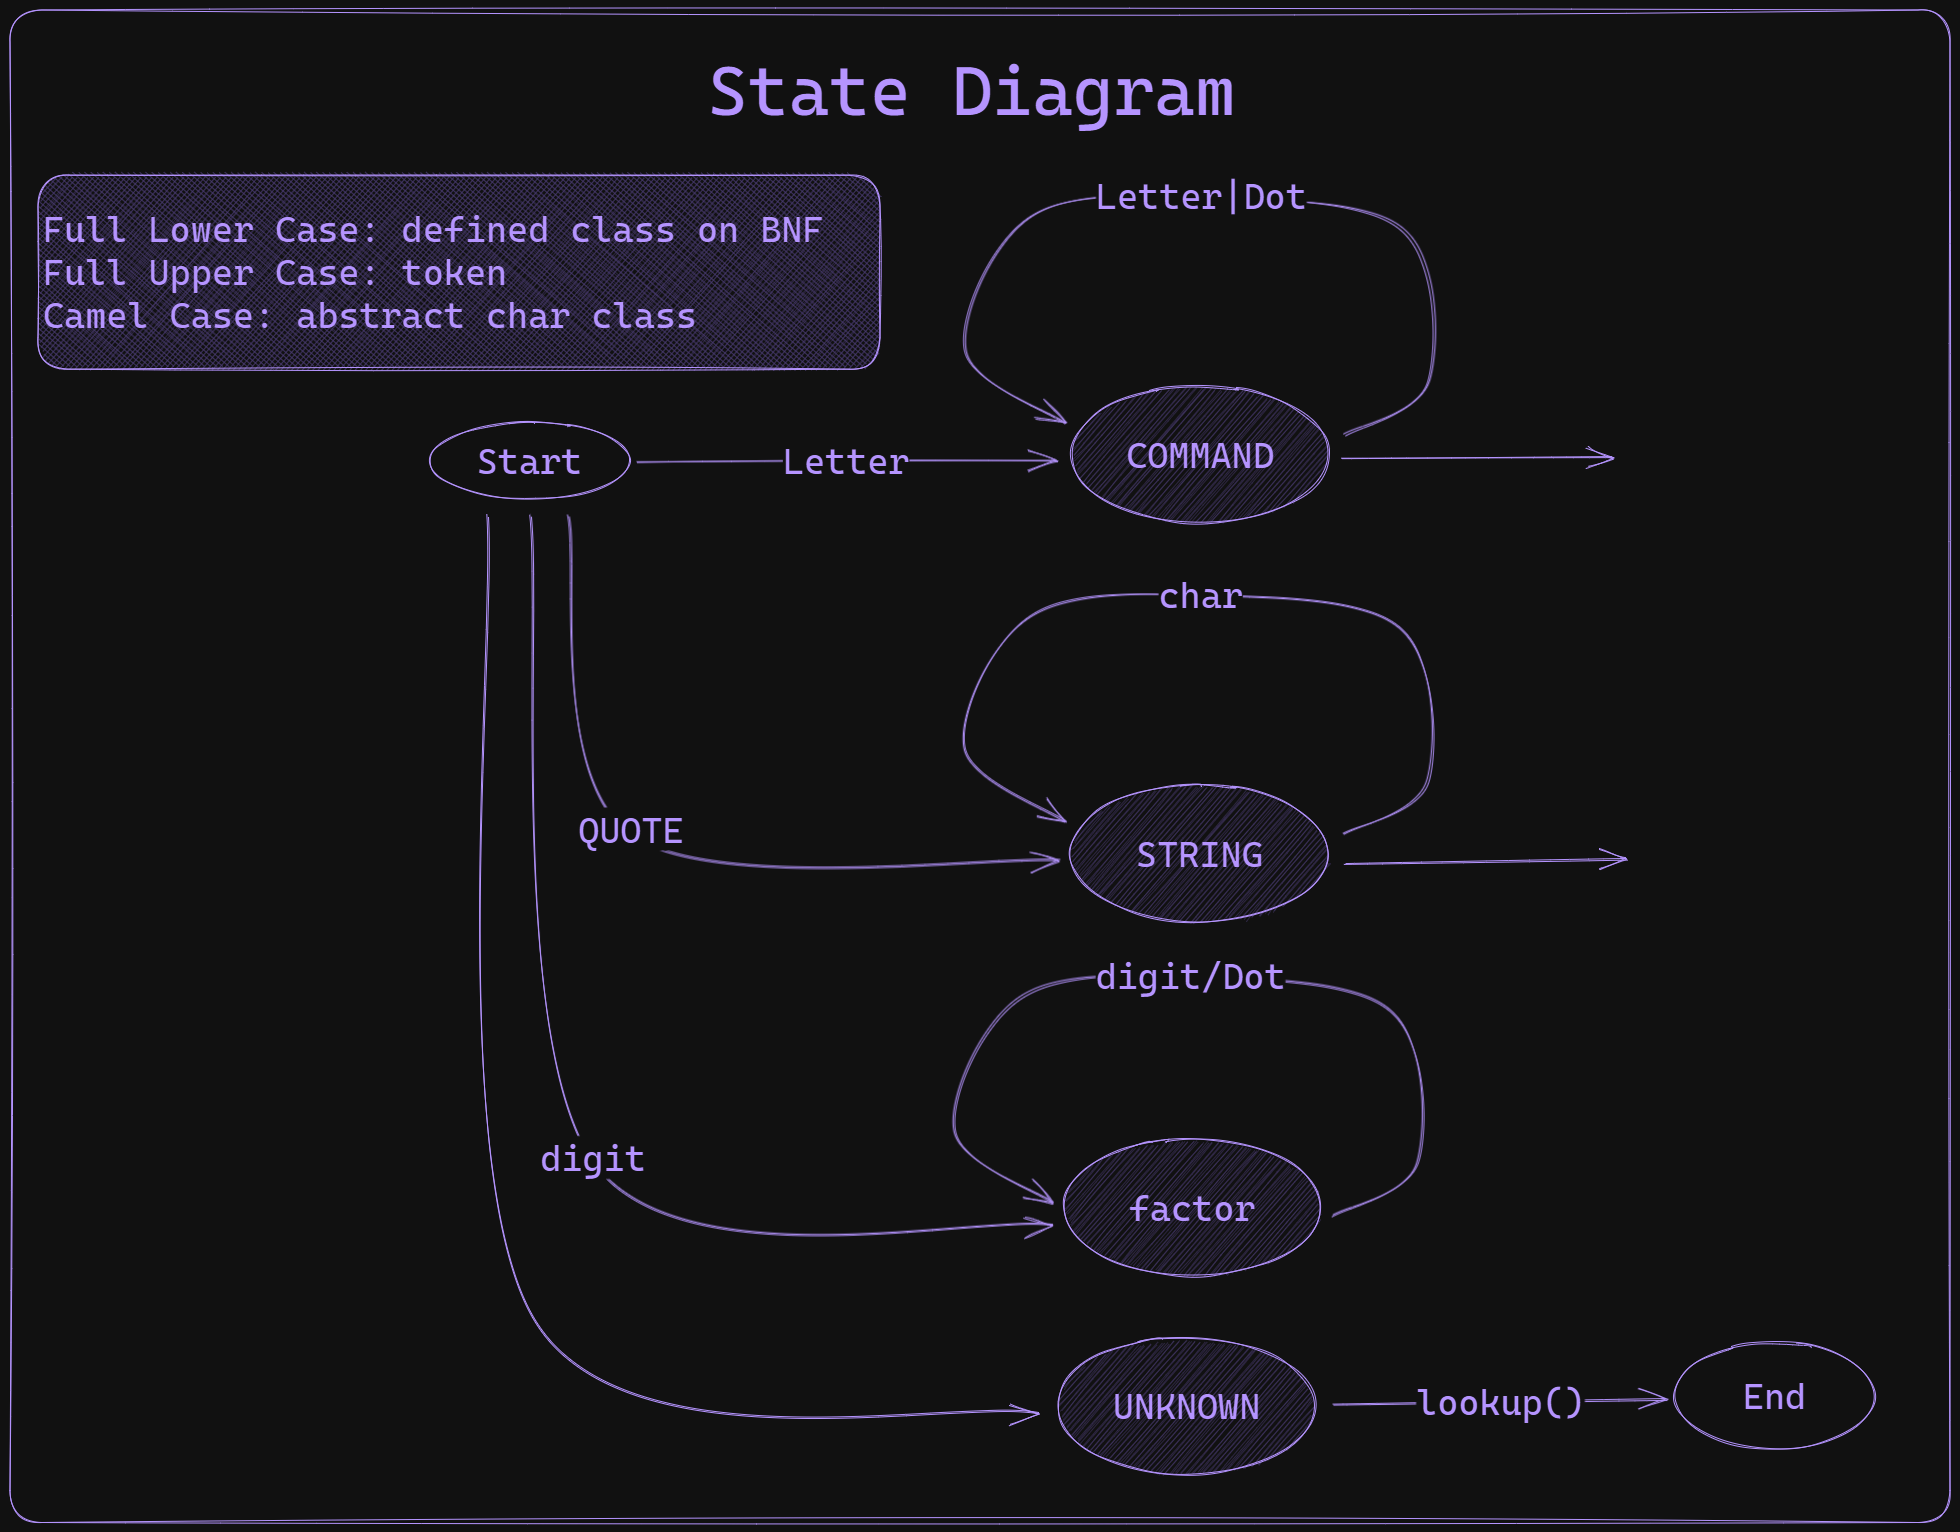 State Diagram
Full Lower Case: defined class on BNF
Full Upper Case: token
Camel Case: abstract char class
Letter|Dot
Start
Letter
COMMAND
char
QUOTE
STRING
digit/Dot
digit
factor
UNKNOWN
lookup()
End